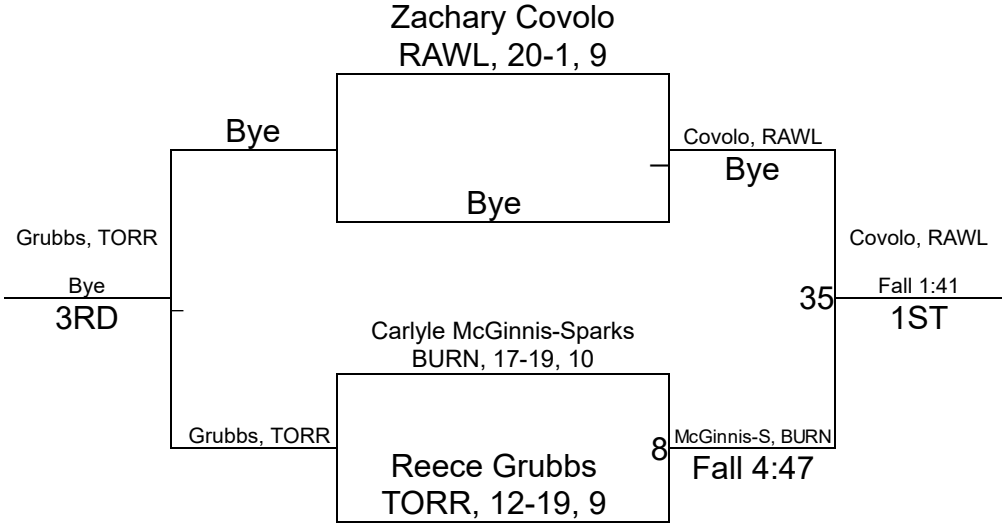 Zachary Covolo
RAWL, 20-1, 9
Bye
Covolo, RAWL
Bye
Bye
Grubbs, TORR
Covolo, RAWL
Bye
3RD
35
Fall 1:41
1ST
Carlyle McGinnis-Sparks
BURN, 17-19, 10
Grubbs, TORR
8
McGinnis-S, BURN
Fall 4:47
Reece Grubbs
TORR, 12-19, 9